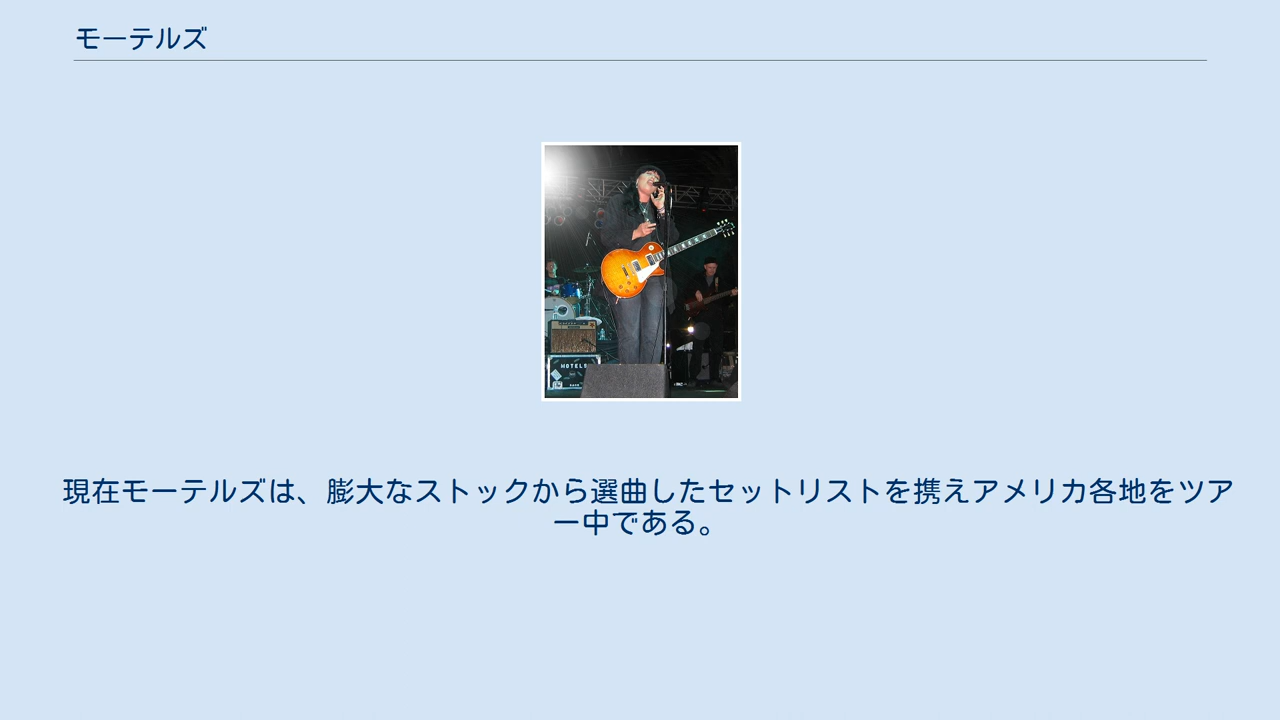 モーテルズ
MOTELS
現在モーテルズは、膨大なストックから選曲したセットリストを携えアメリカ各地をツア
ー中である。